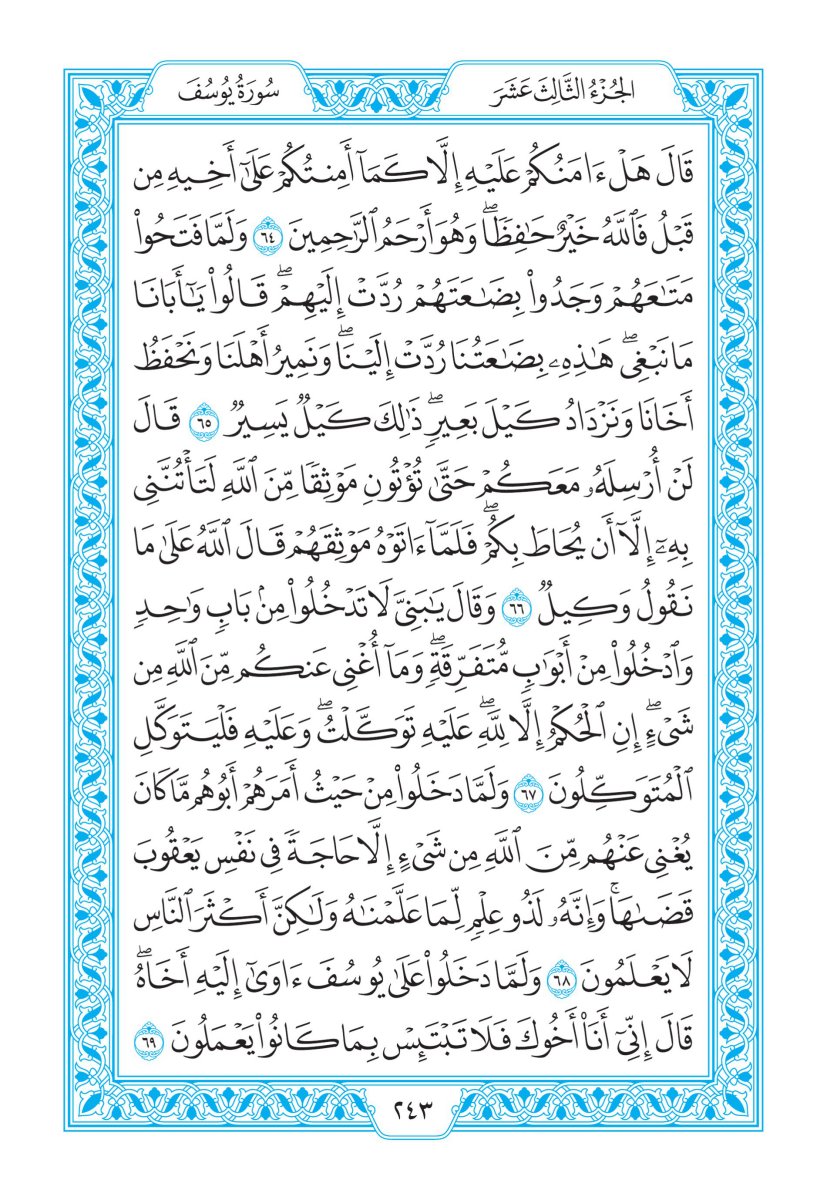 الجُزْءُ الثَّالِثَ عَشَرَ
سُورَةُ يُوسُفَ
قَالَ هَلْ ءَامَنُكُمْ عَلَيْهِ إِلَّا كَمَآ أَمِنتُكُمْ عَلَىٰٓ أَخِيهِ مِن
قَبْلُ فَٱللَّهُ خَيْرٌ حَٰفِظًاۖ وَهُوَ أَرْحَمُ ٱلرَّٰحِمِينَ ٦٤ وَلَمَّا فَتَحُوا۟
مَتَٰعَهُمْ وَجَدُوا۟ بِضَٰعَتَهُمْ رُدَّتْ إِلَيْهِمْۖ قَالُوا۟ يَٰٓأَبَانَا
مَا نَبْغِىۖ هَٰذِهِۦ بِضَٰعَتُنَا رُدَّتْ إِلَيْنَاۖ وَنَمِيرُ أَهْلَنَا وَنَحْفَظُ
أَخَانَا وَنَزْدَادُ كَيْلَ بَعِيرٍۖ ذَٰلِكَ كَيْلٌ يَسِيرٌ ٦٥ قَالَ
لَنْ أُرْسِلَهُۥ مَعَكُمْ حَتَّىٰ تُؤْتُونِ مَوْثِقًا مِّنَ ٱللَّهِ لَتَأْتُنَّنِى
بِهِۦٓ إِلَّآ أَن يُحَاطَ بِكُمْۖ فَلَمَّآ ءَاتَوْهُ مَوْثِقَهُمْ قَالَ ٱللَّهُ عَلَىٰ مَا
نَقُولُ وَكِيلٌ ٦٦ وَقَالَ يَٰبَنِىَّ لَا تَدْخُلُوا۟ مِنۢ بَابٍ وَٰحِدٍ
وَٱدْخُلُوا۟ مِنْ أَبْوَٰبٍ مُّتَفَرِّقَةٍۖ وَمَآ أُغْنِى عَنكُم مِّنَ ٱللَّهِ مِن
شَىْءٍۖ إِنِ ٱلْحُكْمُ إِلَّا لِلَّهِۖ عَلَيْهِ تَوَكَّلْتُۖ وَعَلَيْهِ فَلْيَتَوَكَّلِ
ٱلْمُتَوَكِّلُونَ ٦٧ وَلَمَّا دَخَلُوا۟ مِنْ حَيْثُ أَمَرَهُمْ أَبُوهُم مَّا كَانَ
يُغْنِى عَنْهُم مِّنَ ٱللَّهِ مِن شَىْءٍ إِلَّا حَاجَةً فِى نَفْسِ يَعْقُوبَ
قَضَىٰهَاۚ وَإِنَّهُۥ لَذُو عِلْمٍ لِّمَا عَلَّمْنَٰهُ وَلَٰكِنَّ أَكْثَرَ ٱلنَّاسِ
لَا يَعْلَمُونَ ٦٨ وَلَمَّا دَخَلُوا۟ عَلَىٰ يُوسُفَ ءَاوَىٰٓ إِلَيْهِ أَخَاهُۖ
قَالَ إِنِّىٓ أَنَا۠ أَخُوكَ فَلَا تَبْتَئِسْ بِمَا كَانُوا۟ يَعْمَلُونَ ٦٩
٢٤٣